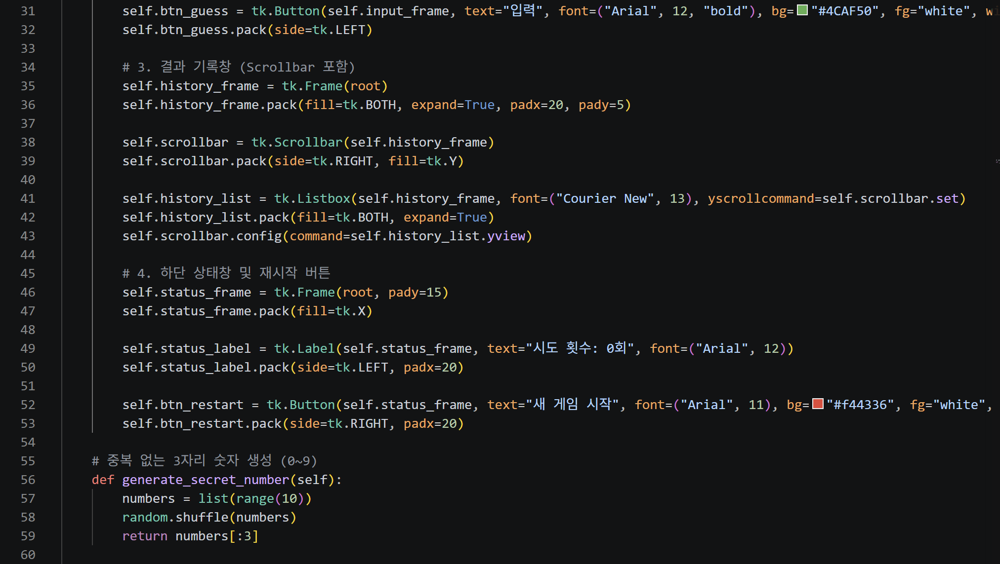 31 self.btn_guess = tk.Button(self.input_frame, text="입력", font=("Arial", 12, "bold"), bg="#4CAF50", fg="white",
32 self.btn_guess.pack(side=tk.LEFT)
33
34 # 3. 결과 기록창 (Scrollbar 포함)
35 self.history_frame = tk.Frame(root)
36 self.history_frame.pack(fill=tk.BOTH, expand=True, padx=20, pady=5)
37
38 self.scrollbar = tk.Scrollbar(self.history_frame)
39 self.scrollbar.pack(side=tk.RIGHT, fill=tk.Y)
40
41 self.history_list = tk.Listbox(self.history_frame, font=("Courier New", 13), yscrollcommand=self.scrollbar.set)
42 self.history_list.pack(fill=tk.BOTH, expand=True)
43 self.scrollbar.config(command=self.history_list.yview)
44
45 # 4. 하단 상태창 및 재시작 버튼
46 self.status_frame = tk.Frame(root, pady=15)
47 self.status_frame.pack(fill=tk.X)
48
49 self.status_label = tk.Label(self.status_frame, text="시도 횟수: 0회", font=("Arial", 12))
50 self.status_label.pack(side=tk.LEFT, padx=20)
51
52 self.btn_restart = tk.Button(self.status_frame, text="새 게임 시작", font=("Arial", 11), bg="#f44336", fg="white",
53 self.btn_restart.pack(side=tk.RIGHT, padx=20)
54
55 # 중복 없는 3자리 숫자 생성 (0~9)
56 def generate_secret_number(self):
57 numbers = list(range(10))
58 random.shuffle(numbers)
59 return numbers[:3]
60